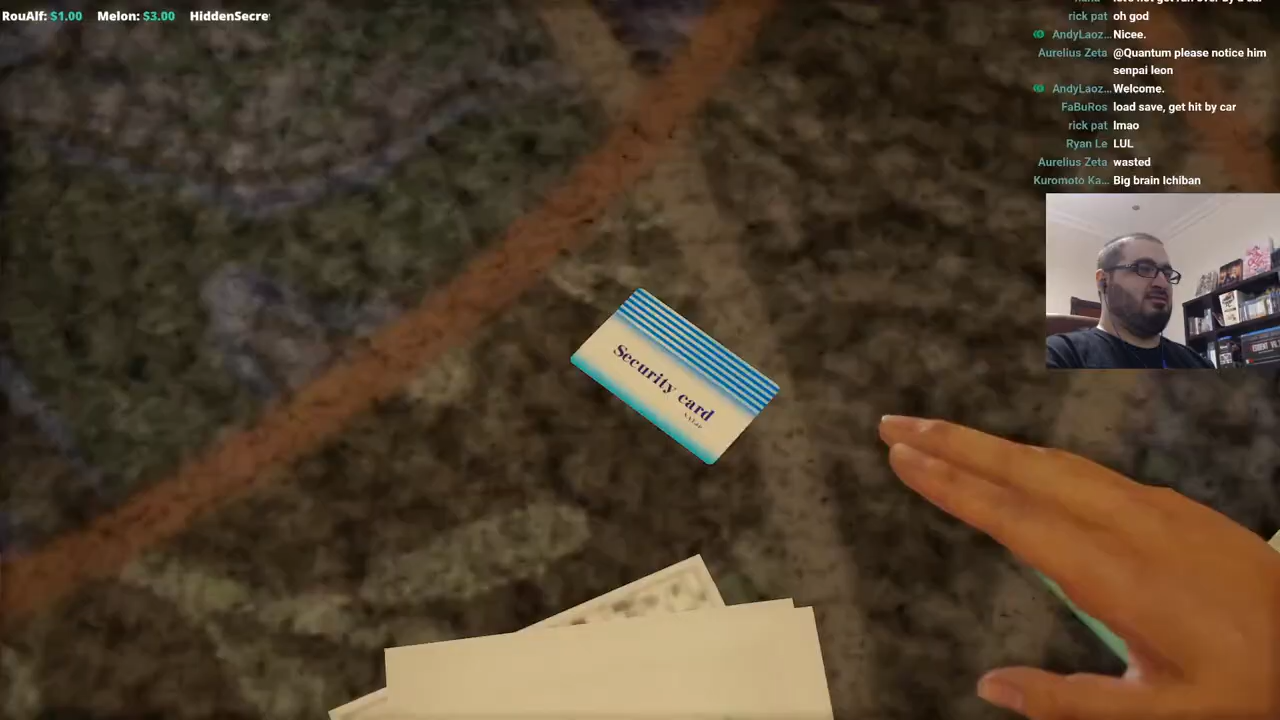 RouAlf: $1.00 Melon: $3.00 HiddenSecre
rick pat oh god
AndyLaoz... Nicee.
Aurelius Zeta @Quantum please notice him
senpai leon
AndyLaoz... Welcome.
FaBuRos load save, get hit by car
rick pat lmao
Ryan Le LUL
Aurelius Zeta wasted
Kuromoto Ka... Big brain Ichiban
Security card